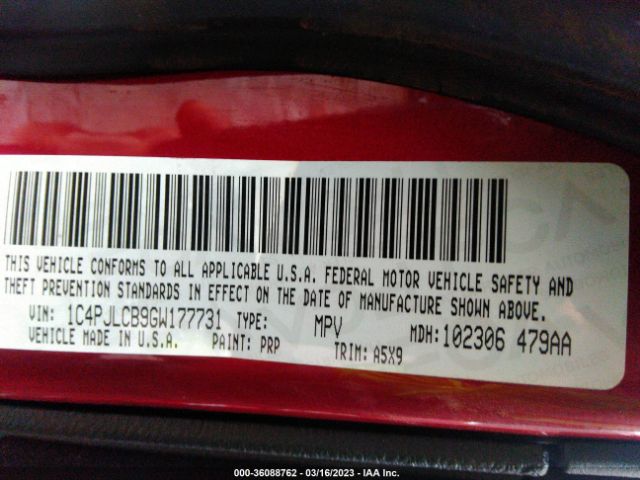 THIS VEHICLE CONFORMS TO ALL APPLICABLE U.S.A. FEDERAL MOTOR VEHICLE SAFETY AND
THEFT PREVENTION STANDARDS IN EFFECT ON THE DATE OF MANUFACTURE SHOWN ABOVE.
VIN: 1C4PJLCB9GW177731 TYPE: MPV MDH:102306 479AA
VEHICLE MADE IN U.S.A. PAINT: PRP TRIM: A5X9
000-36088762 - 03/16/2023 - IAA Inc.